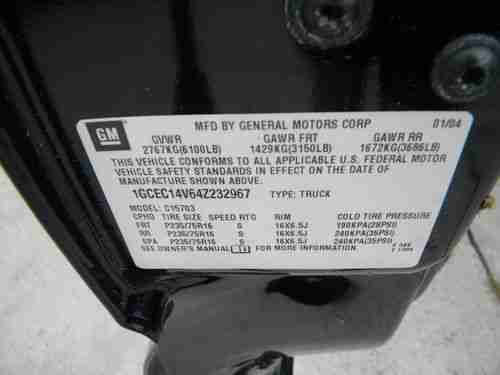 MFD BY GENERAL MOTORS CORP 01/04
GM
GVWR GAWR FRT GAWR RR
2767KG(6100LB) 1429KG(3150LB) 1672KG(3686LB)
THIS VEHICLE CONFORMS TO ALL APPLICABLE U.S. FEDERAL MOTOR
VEHICLE SAFETY STANDARDS IN EFFECT ON THE DATE OF
MANUFACTURE SHOWN ABOVE.
1GCEC14V64Z232967 TYPE: TRUCK
MODEL: C15703
TIRE SIZE SPEED RTG RIM COLD TIRE PRESSURE
FRT P235/75R16 S 16X6.5J
RR P235/75R16 S 16X6.5J 240KPA(35PSI)
SPA P235/75R16 S 16X6.5J 240KPA(35PSI)
SEE OWNER'S MANUAL FOR MORE INFORMATION.